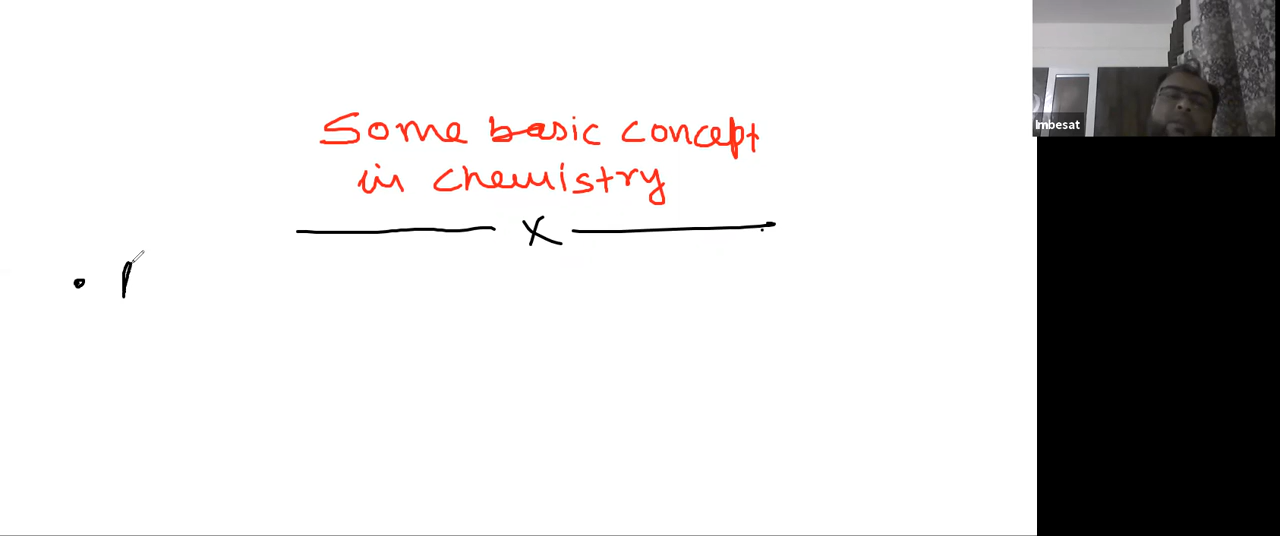 Some basic concept
in chemistry
x
Imbesat